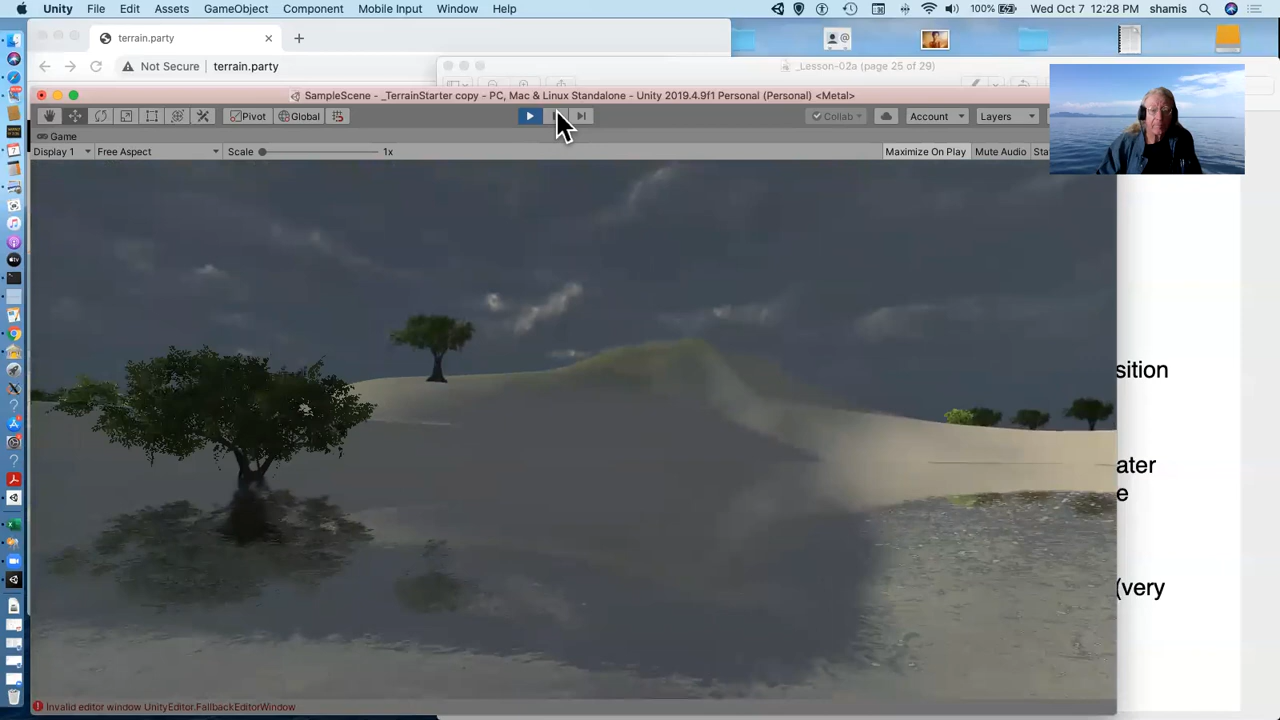 Unity File Edit Assets GameObject Component Mobile Input Window Help 100% Wed Oct 7 12:28 PM shamis
terrain.party
Not Secure terrain.party
_Lesson-02a (page 25 of 29)
SampleScene - _TerrainStarter copy - PC, Mac & Linux Standalone - Unity 2019.4.9f1 Personal (Personal) <Metal>
Pivot Global Collab Account Layers
Game
Display 1 Free Aspect Scale 1x Maximize On Play Mute Audio Sta
sition
ater
e
(very
Invalid editor window UnityEditor.FallbackEditorWindow